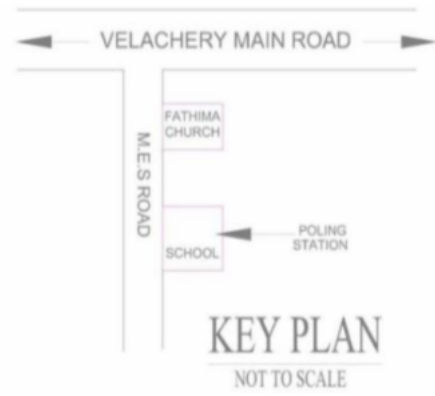 VELACHERY MAIN ROAD
FATHIMA
CHURCH
M.E.S ROAD
POLING
STATION
SCHOOL
KEY PLAN
NOT TO SCALE